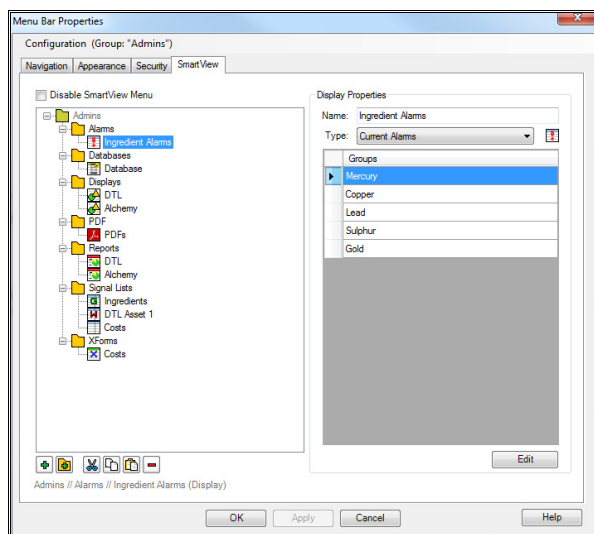 Menu Bar Properties
Configuration (Group: "Admins")
Navigation Appearance Security SmartView
Disable SmartView Menu
Admins
Alarms
Ingredient Alarms
Databases
Database
Displays
DTL
Alchemy
PDF
PDFs
Reports
DTL
Alchemy
Signal Lists
Ingredients
DTL Asset 1
Costs
XForms
Costs
Admins // Alarms // Ingredient Alarms (Display)
Display Properties
Name: Ingredient Alarms
Type: Current Alarms
Groups
Mercury
Copper
Lead
Sulphur
Gold
Edit
OK Apply Cancel Help